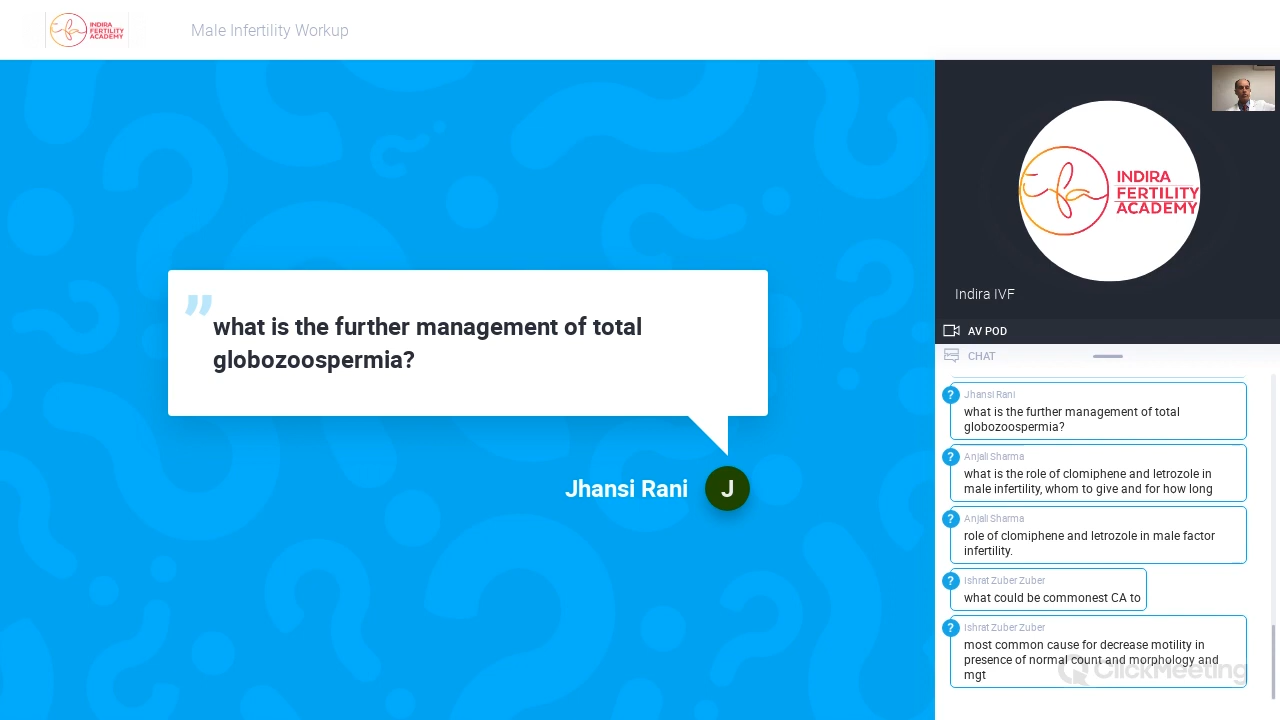 INDIRA
FERTILITY
ACADEMY
Male Infertility Workup
what is the further management of total
globozoospermia?
Jhansi Rani
J
INDIRA
FERTILITY
ACADEMY
Indira IVF
AV POD
CHAT
?
Jhansi Rani
what is the further management of total
globozoospermia?
?
Anjali Sharma
what is the role of clomiphene and letrozole in
male infertility, whom to give and for how long
?
Anjali Sharma
role of clomiphene and letrozole in male factor
infertility.
?
Ishrat Zuber Zuber
what could be commonest CA to
?
Ishrat Zuber Zuber
most common cause for decrease motility in
presence of normal count and morphology and
mgt
ClickMeeting